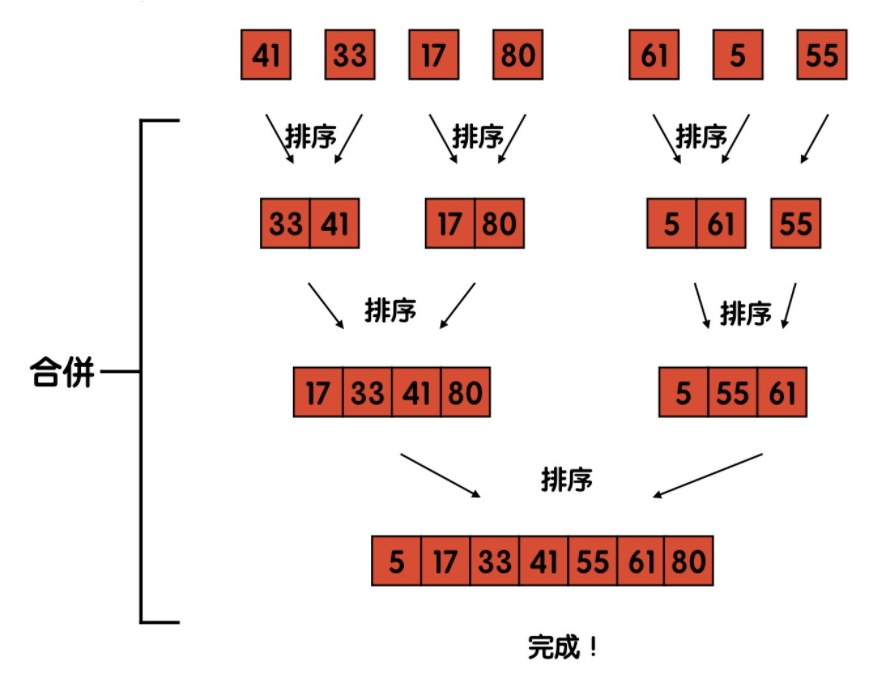 41 33 17 80 61 5 55
排序 排序 排序
33 41 17 80 5 61 55
排序 排序
合併
17 33 41 80 5 55 61
排序
5 17 33 41 55 61 80
完成！